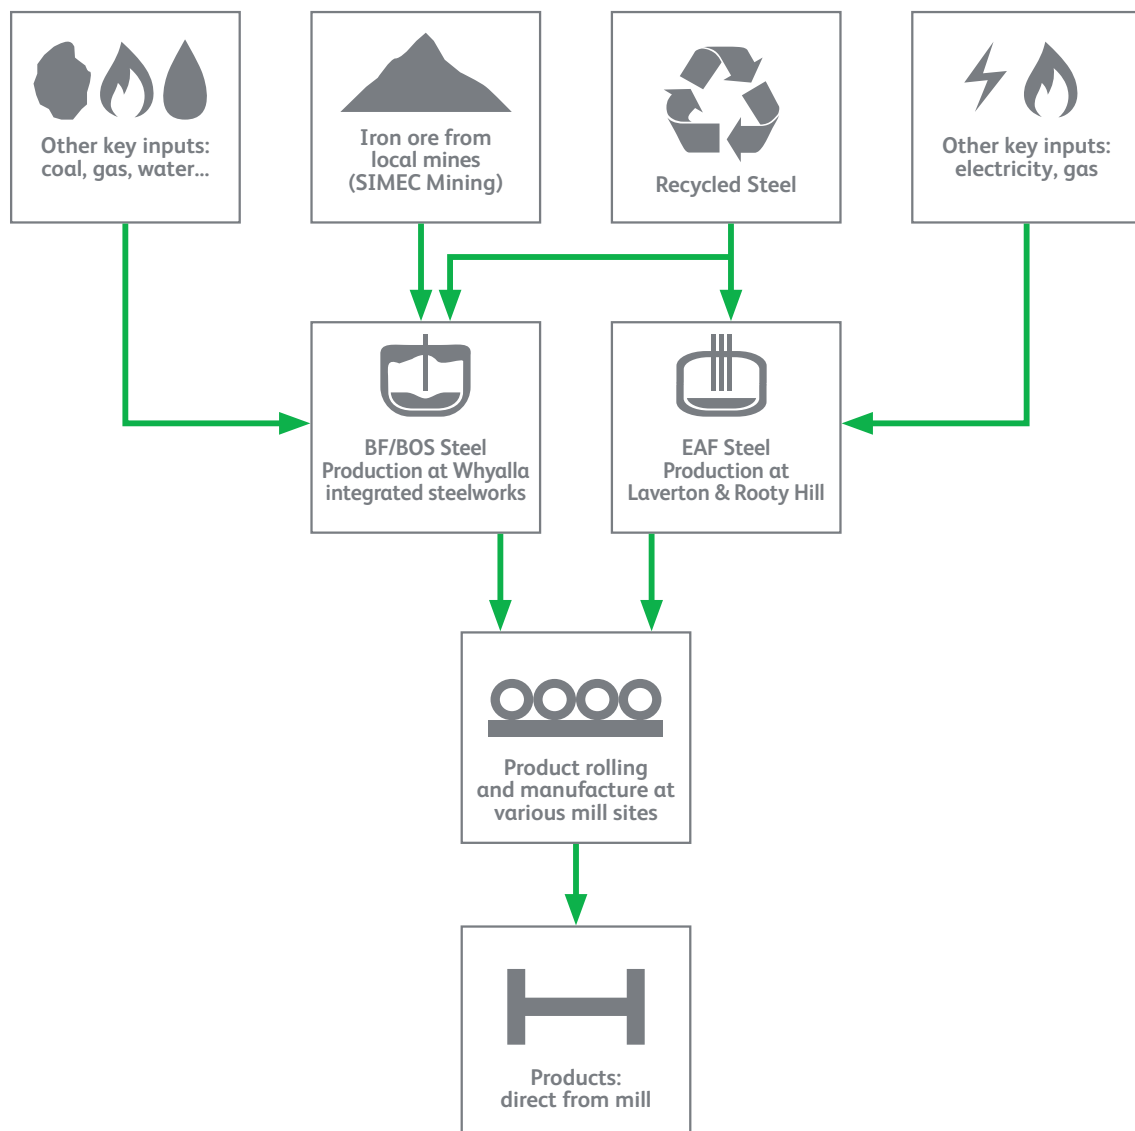 Other key inputs:
coal, gas, water...
Iron ore from
local mines
(SIMEC Mining)
Recycled Steel
Other key inputs:
electricity, gas
BF/BOS Steel
Production at Whyalla
integrated steelworks
EAF Steel
Production at
Laverton & Rooty Hill
Product rolling
and manufacture at
various mill sites
Products:
direct from mill